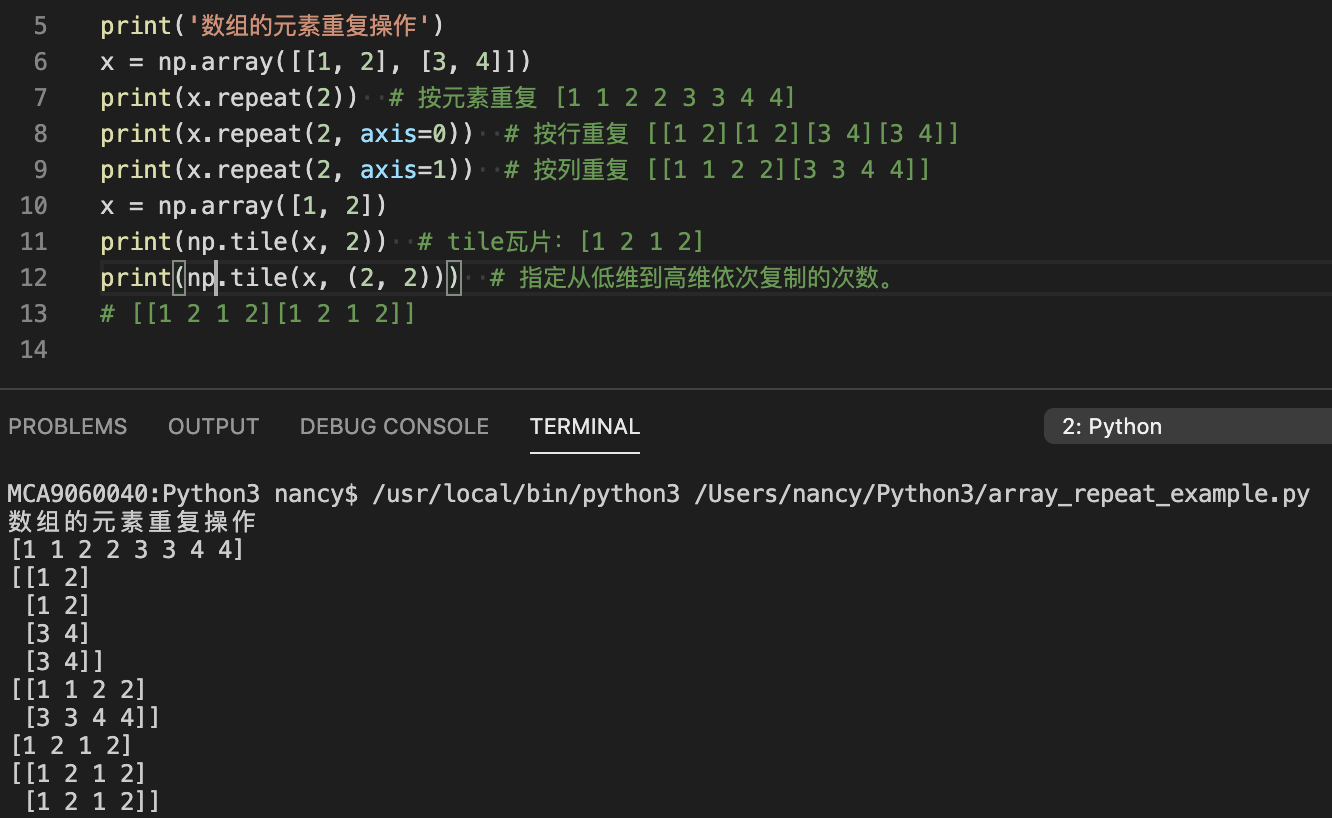 5 print('数组的元素重复操作')
6 x = np.array([[1, 2], [3, 4]])
7 print(x.repeat(2))  # 按元素重复 [1 1 2 2 3 3 4 4]
8 print(x.repeat(2, axis=0))  # 按行重复 [[1 2][1 2][3 4][3 4]]
9 print(x.repeat(2, axis=1))  # 按列重复 [[1 1 2 2][3 3 4 4]]
10 x = np.array([1, 2])
11 print(np.tile(x, 2))  # tile瓦片：[1 2 1 2]
12 print(np.tile(x, (2, 2)))  # 指定从低维到高维依次复制的次数。
13 # [[1 2 1 2][1 2 1 2]]
14
PROBLEMS OUTPUT DEBUG CONSOLE TERMINAL 2: Python
MCA9060040:Python3 nancy$ /usr/local/bin/python3 /Users/nancy/Python3/array_repeat_example.py
数组的元素重复操作
[1 1 2 2 3 3 4 4]
[[1 2]
 [1 2]
 [3 4]
 [3 4]]
[[1 1 2 2]
 [3 3 4 4]]
[1 2 1 2]
[[1 2 1 2]
 [1 2 1 2]]